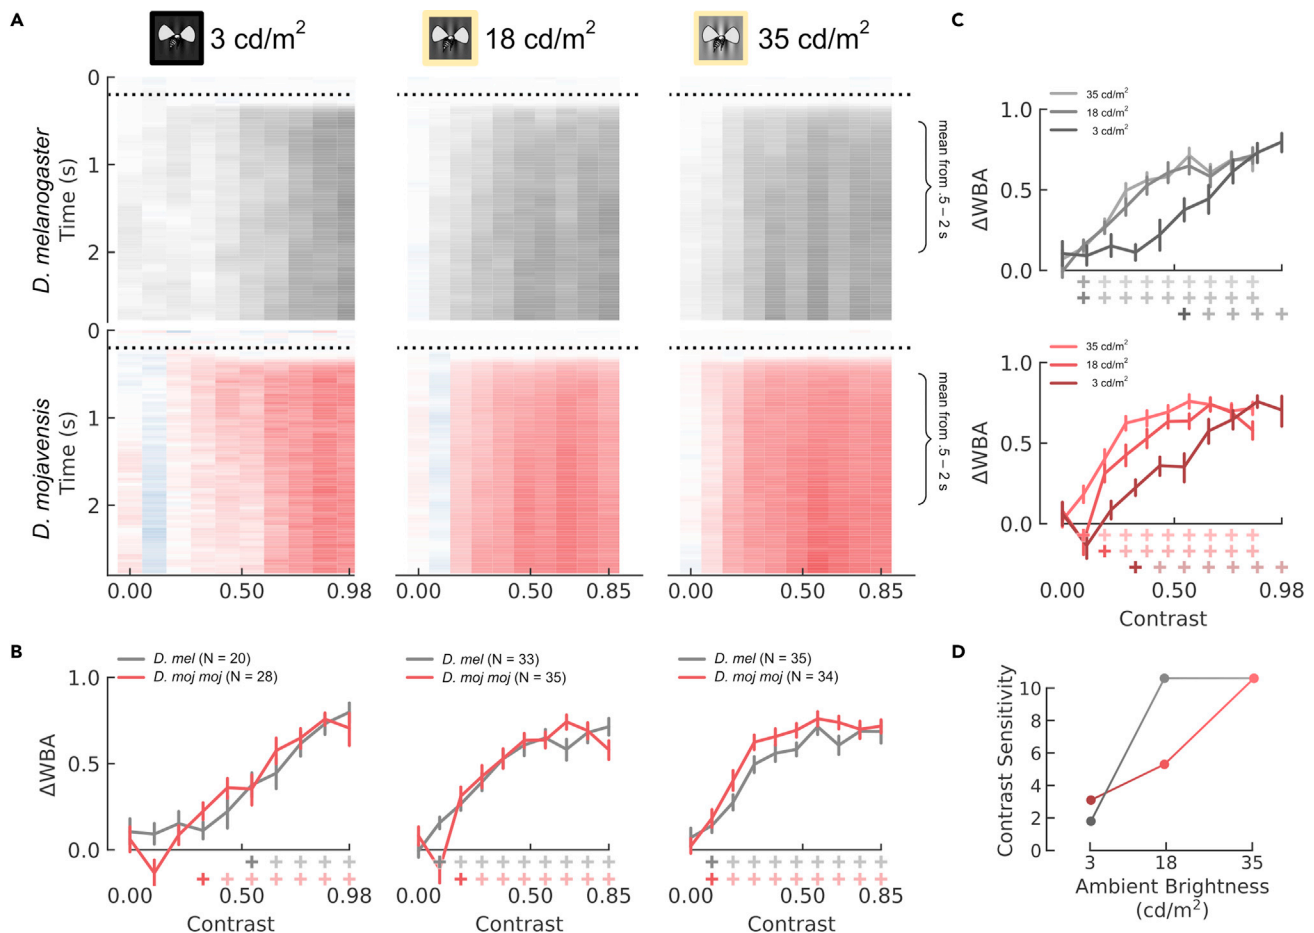 A
3 cd/m²
18 cd/m²
35 cd/m²
D. melanogaster
Time (s)
0
1
2
mean from .5 – 2 s
D. mojavensis
Time (s)
0
1
2
mean from .5 – 2 s
0.00 0.50 0.98
0.00 0.50 0.85
0.00 0.50 0.85
B
D. mel (N = 20)
D. moj moj (N = 28)
D. mel (N = 33)
D. moj moj (N = 35)
D. mel (N = 35)
D. moj moj (N = 34)
ΔWBA
1.0
0.5
0.0
0.00 0.50 0.98
Contrast
0.00 0.50 0.85
Contrast
0.00 0.50 0.85
Contrast
C
35 cd/m²
18 cd/m²
3 cd/m²
ΔWBA
1.0
0.5
0.0
35 cd/m²
18 cd/m²
3 cd/m²
ΔWBA
1.0
0.5
0.0
0.00 0.50 0.98
Contrast
D
Contrast Sensitivity
10
8
6
4
2
0
3 18 35
Ambient Brightness
(cd/m²)